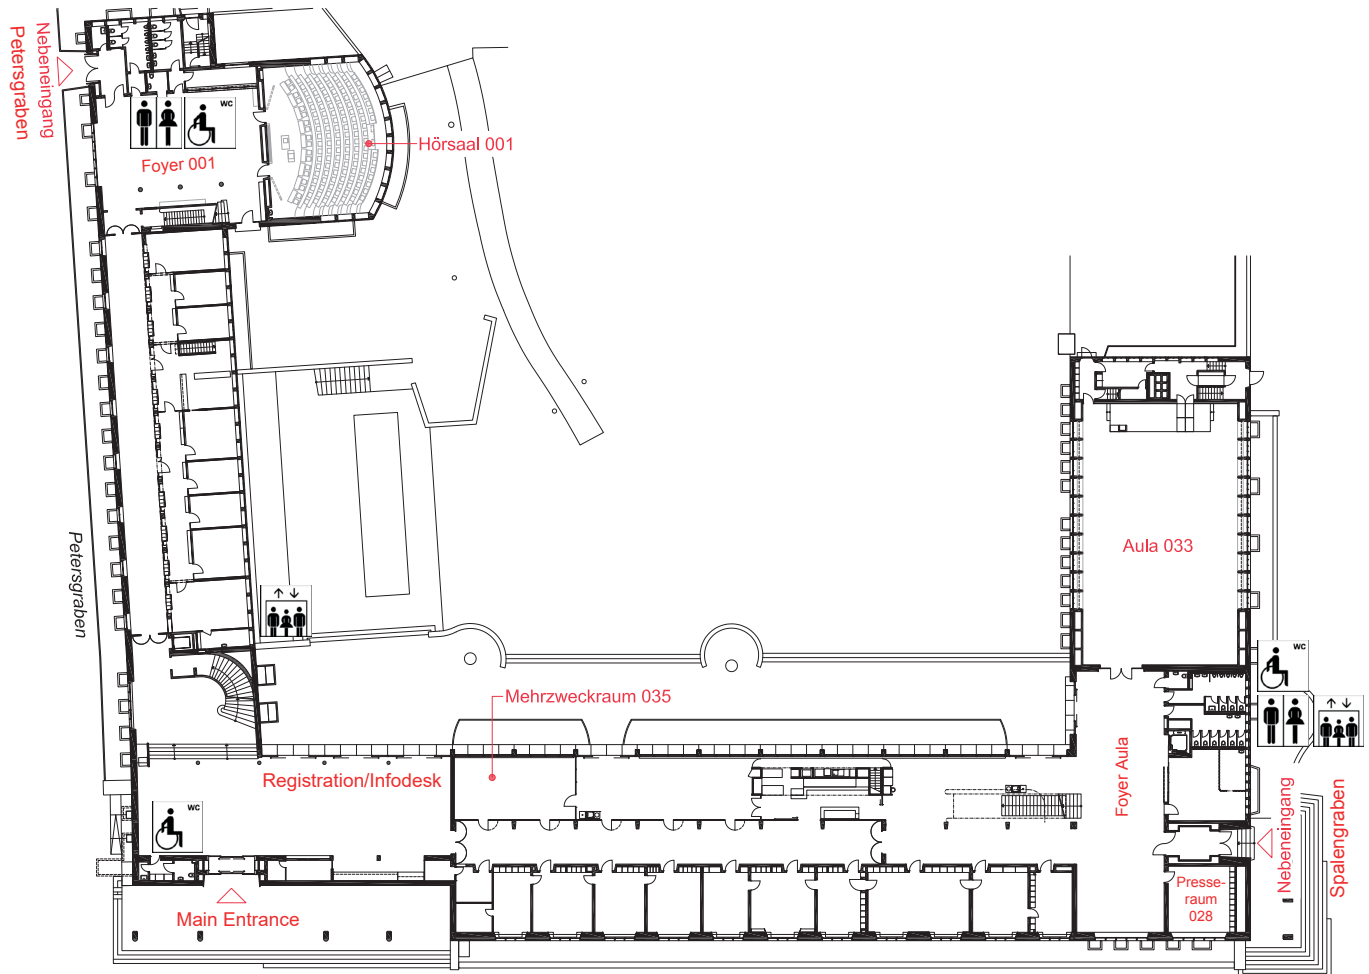 Nebeneingang
Petersgraben
WC
Foyer 001
Hörsaal 001
Petersgraben
Aula 033
WC
Mehrzweckraum 035
Registration/Infodesk
WC
Foyer Aula
Main Entrance
Presse-
raum
028
Nebeneingang
Spalengraben